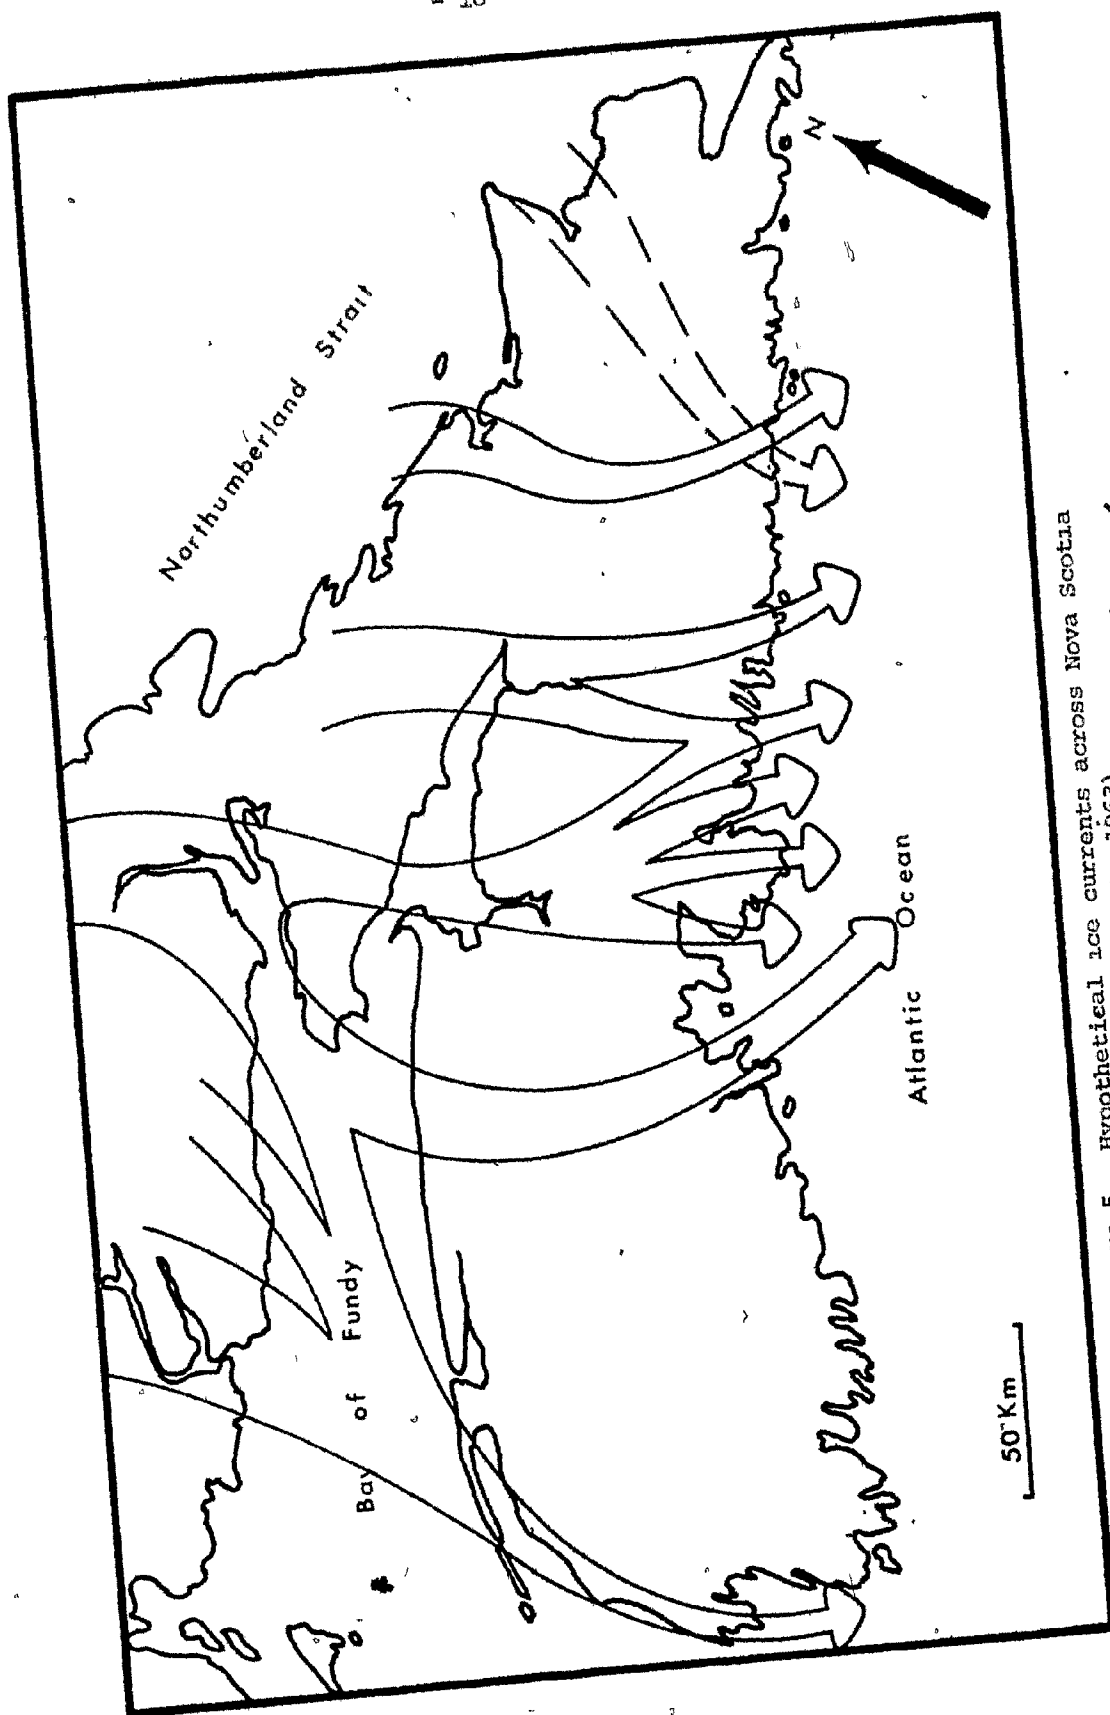 Northumberland Strait
N
Bay of Fundy
Atlantic Ocean
50 Km
Hypothetical ice currents across Nova Scotia